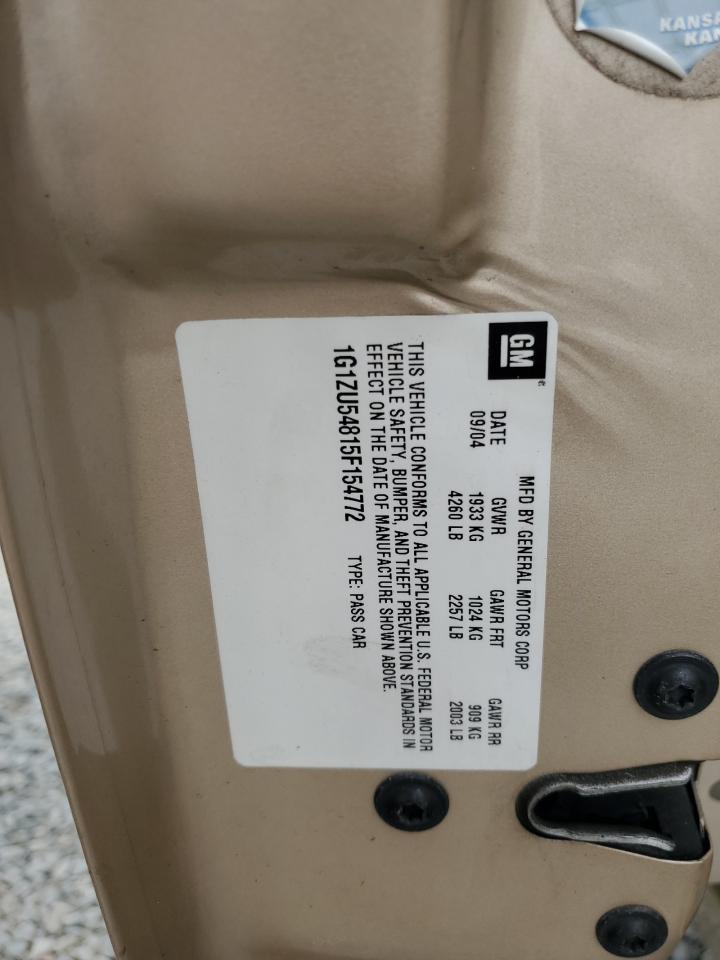 KANSA
KAN
GM
MFD BY GENERAL MOTORS CORP
DATE GVWR GAWR FRT GAWR RR
09/04 1933 KG 1024 KG 909 KG
4260 LB 2257 LB 2003 LB
THIS VEHICLE CONFORMS TO ALL APPLICABLE U.S. FEDERAL MOTOR
VEHICLE SAFETY, BUMPER, AND THEFT PREVENTION STANDARDS IN
EFFECT ON THE DATE OF MANUFACTURE SHOWN ABOVE.
1G1ZU54815F154772 TYPE: PASS CAR